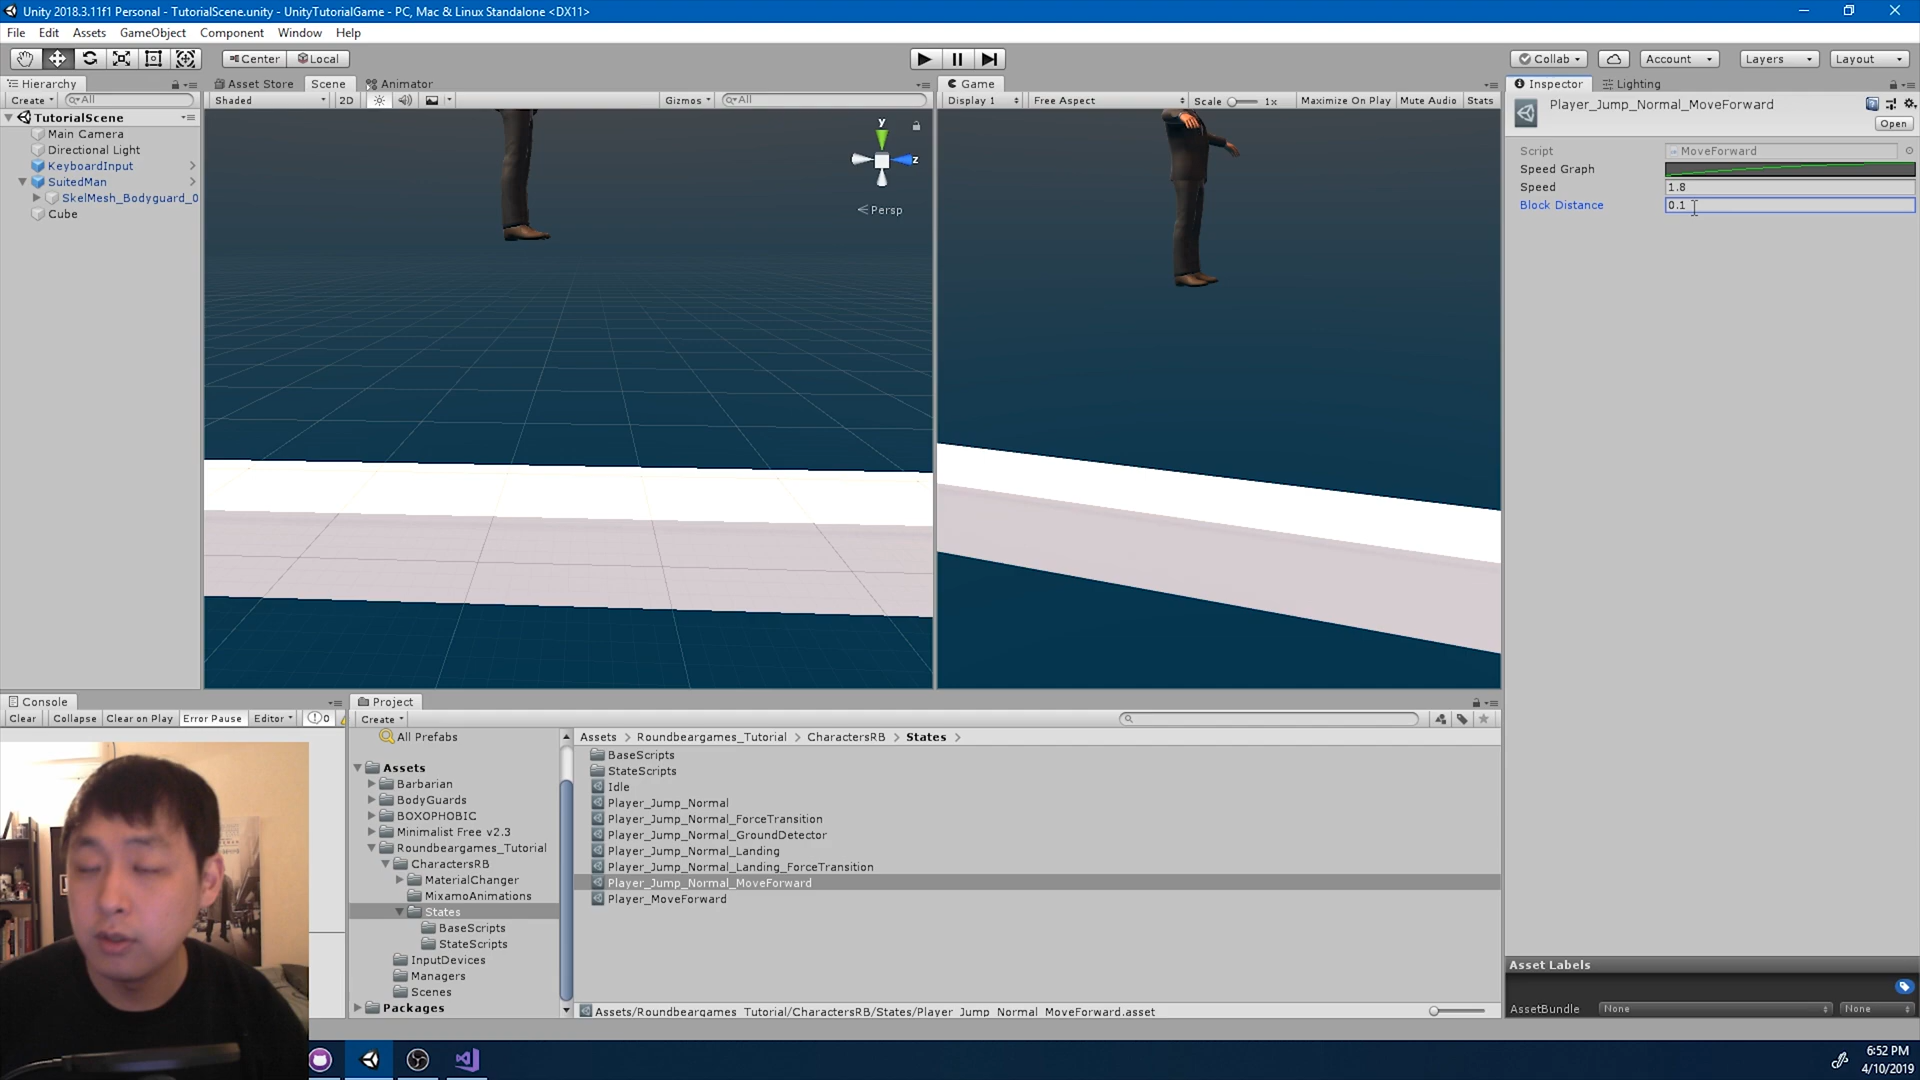 Unity 2018.3.11f1 Personal - TutorialScene.unity - UnityTutorialGame - PC, Mac & Linux Standalone <DX11>
File Edit Assets GameObject Component Window Help
Center Local Collab Account Layers Layout
Hierarchy
Create All
TutorialScene
Main Camera
Directional Light
KeyboardInput
SuitedMan
SkelMesh_Bodyguard_0
Cube
Asset Store Scene Animator
Shaded 2D Gizmos All
y
z
Persp
Game
Display 1 Free Aspect Scale 1x Maximize On Play Mute Audio Stats
Inspector Lighting
Player_Jump_Normal_MoveForward
Open
Script MoveForward
Speed Graph
Speed 1.8
Block Distance 0.1
Console
Clear Collapse Clear on Play Error Pause Editor 0
Project
Create
All Prefabs
Assets
Barbarian
BodyGuards
BOXOPHOBIC
Minimalist Free v2.3
Roundbeargames_Tutorial
CharactersRB
MaterialChanger
MixamoAnimations
States
BaseScripts
StateScripts
InputDevices
Managers
Scenes
Packages
Assets > Roundbeargames_Tutorial > CharactersRB > States >
BaseScripts
StateScripts
Idle
Player_Jump_Normal
Player_Jump_Normal_ForceTransition
Player_Jump_Normal_GroundDetector
Player_Jump_Normal_Landing
Player_Jump_Normal_Landing_ForceTransition
Player_Jump_Normal_MoveForward
Player_MoveForward
Assets/Roundbeargames_Tutorial/CharactersRB/States/Player_Jump_Normal_MoveForward.asset
Asset Labels
AssetBundle None None
6:52 PM
4/10/2019